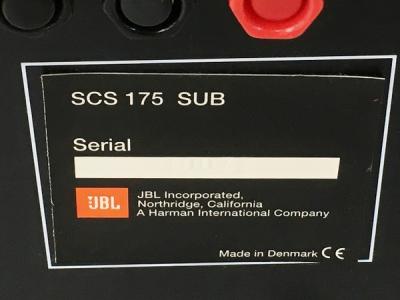 SCS 175 SUB
Serial
JBL
JBL Incorporated,
Northridge, California
A Harman International Company
Made in Denmark CE